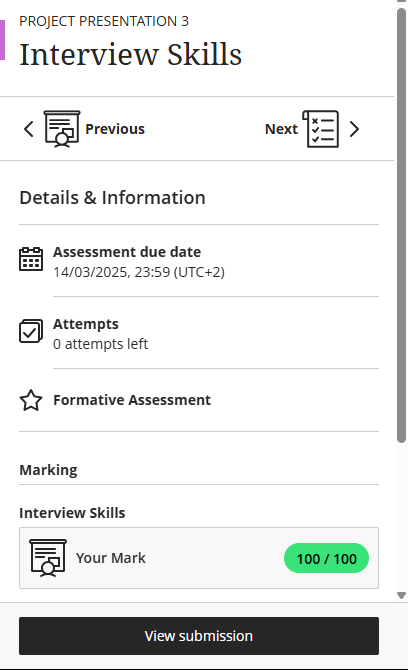 PROJECT PRESENTATION 3
Interview Skills
Previous
Next
Details & Information
Assessment due date
14/03/2025, 23:59 (UTC+2)
Attempts
0 attempts left
Formative Assessment
Marking
Interview Skills
Your Mark
100 / 100
View submission